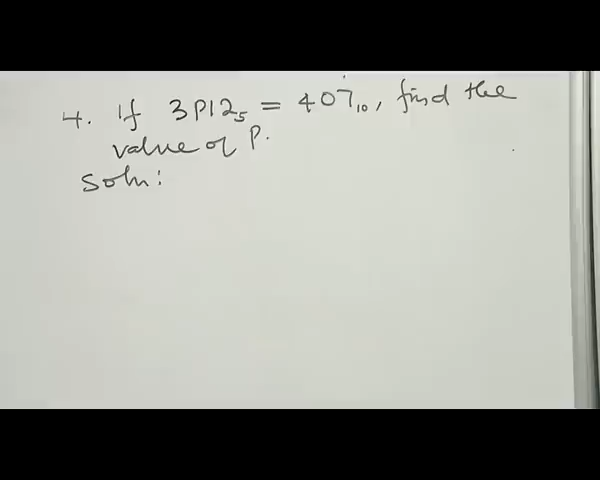 4. If 3P12₅ = 407₁₀, find the
value of P.
Soln: